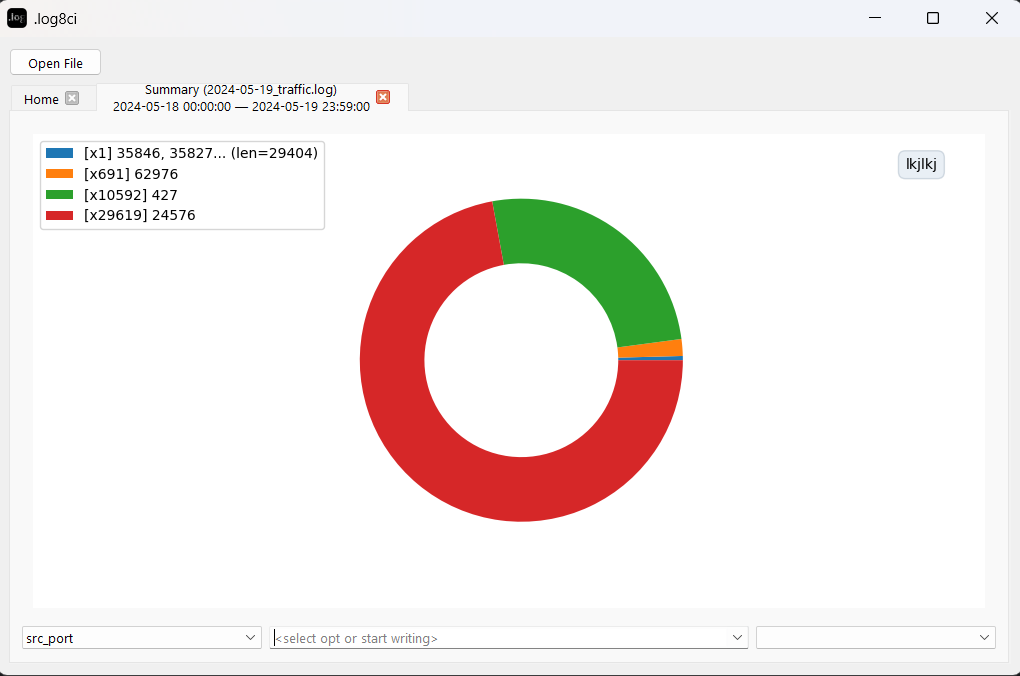 .log
.log8ci
Open File
Home
Summary (2024-05-19_traffic.log)
2024-05-18 00:00:00 — 2024-05-19 23:59:00
[x1] 35846, 35827... (len=29404)
[x691] 62976
[x10592] 427
[x29619] 24576
lkjlkj
src_port
<select opt or start writing>